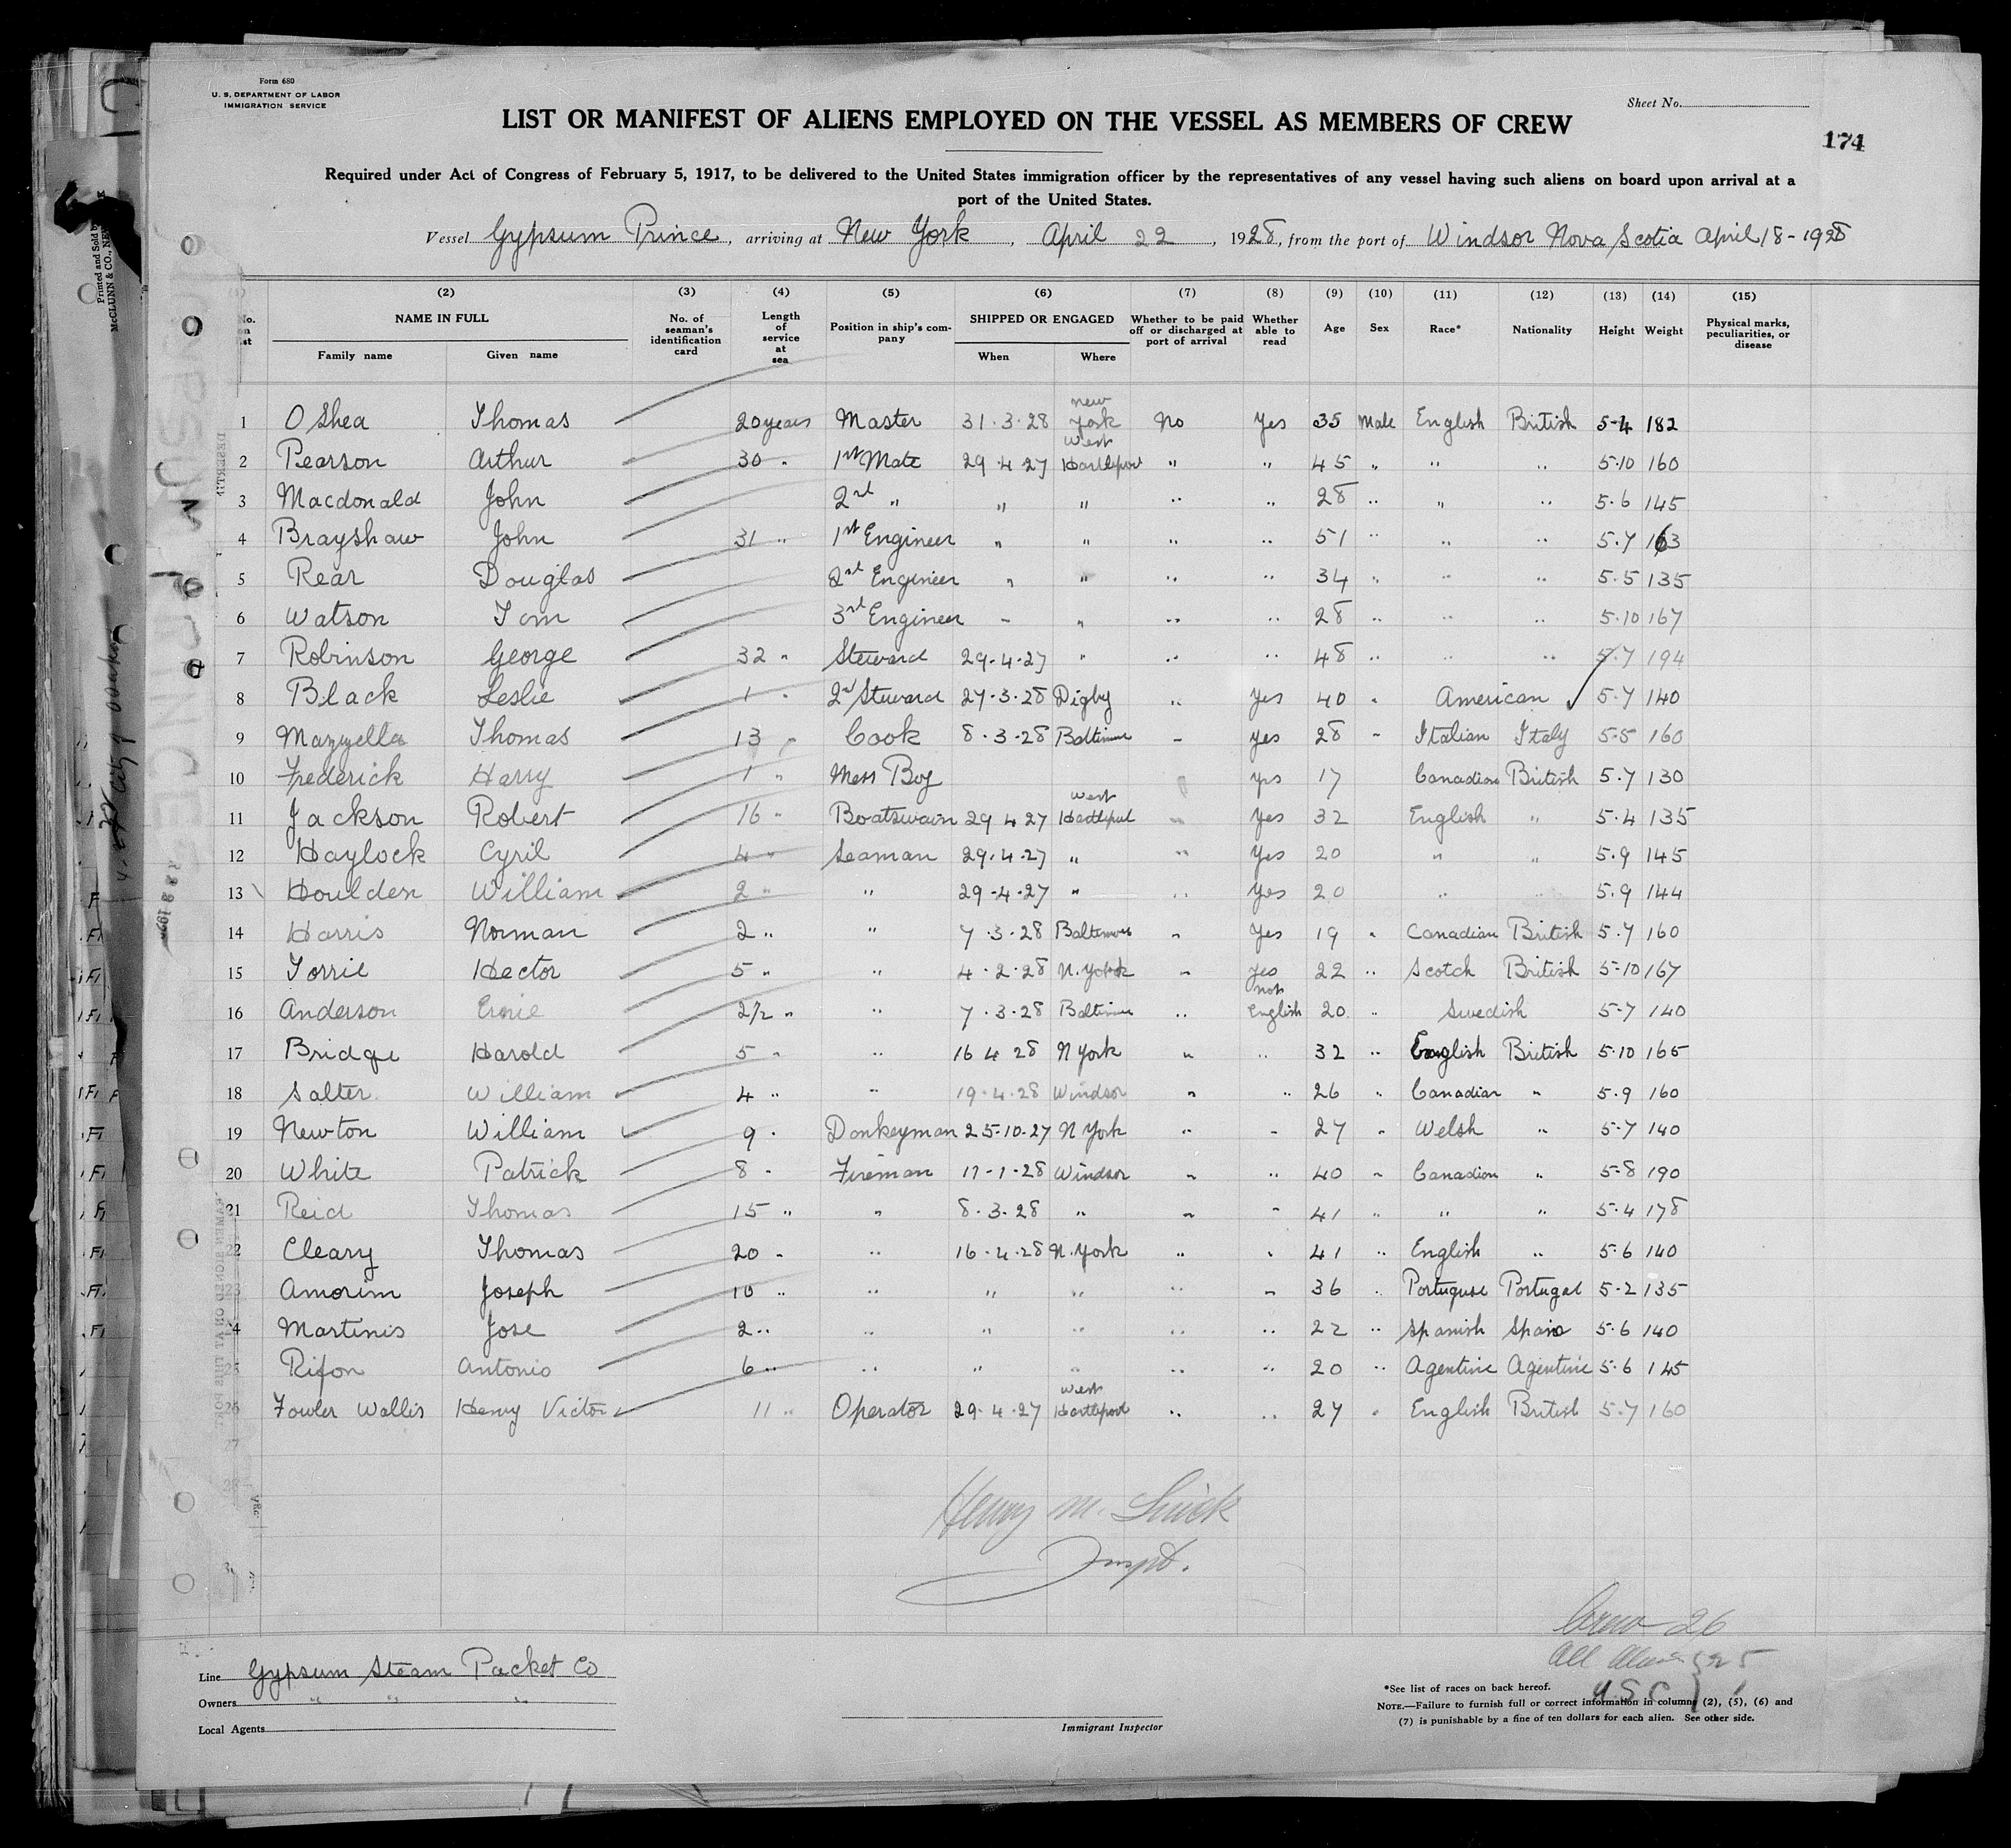 Form 680
U. S. DEPARTMENT OF LABOR
IMMIGRATION SERVICE
Sheet No.
LIST OR MANIFEST OF ALIENS EMPLOYED ON THE VESSEL AS MEMBERS OF CREW
174
Required under Act of Congress of February 5, 1917, to be delivered to the United States immigration officer by the representatives of any vessel having such aliens on board upon arrival at a
port of the United States.
Vessel Gypsum Prince, arriving at New York, April 22, 1928, from the port of Windsor Nova Scotia April 18-1928
(2) (3) (4) (5) (6) (7) (8) (9) (10) (11) (12) (13) (14) (15)
NAME IN FULL No. of seaman's identification card Length of service at sea Position in ship's company SHIPPED OR ENGAGED Whether to be paid off or discharged at port of arrival Whether able to read Age Sex Race* Nationality Height Weight Physical marks, peculiarities, or disease
Family name Given name When Where
1 O Shea Thomas 20 years Master 31.3.28 New York No Yes 35 Male English British 5-4 182
2 Pearson Arthur 30 " 1st Mate 29.4.27 West Hartlepool " " 45 " " " 5.10 160
3 Macdonald John 2nd " " " " " 28 " " " 5.6 145
4 Brayshaw John 31 " 1st Engineer " " " " 51 " " " 5.7 163
5 Rear Douglas 2nd Engineer " " " " 34 " " " 5.5 135
6 Watson Tom 3rd Engineer " " " " 28 " " " 5.10 167
7 Robinson George 32 " Steward 29.4.27 " " " 48 " " " 5.7 194
8 Black Leslie 1 " 2nd Steward 27.3.28 Digby " Yes 40 " American 5.7 140
9 Mazzella Thomas 13 " Cook 8.3.28 Baltimore " yes 28 " Italian Italy 5-5 160
10 Frederick Harry 1 " Mess Boy yes 17 Canadian British 5.7 130
11 Jackson Robert 16 " Boatswain 29 4 27 West Hartlepool " Yes 32 English " 5.4 135
12 Haylock Cyril 4 " Seaman 29.4.27 " " Yes 20 " " 5.9 145
13 Houlden William 2 " " 29-4-27 " " Yes 20 " " 5.9 144
14 Harris Norman 2 " " 7.3.28 Baltimore " Yes 19 " Canadian British 5.7 160
15 Torrie Hector 5 " " 4.2.28 N. York " Yes 22 " Scotch British 5-10 167
16 Anderson Ernie 2½ " " 7.3.28 Baltimore " not English 20 " Swedish 5-7 140
17 Bridge Harold 5 " " 16 4 28 N York " " 32 " English British 5.10 165
18 Salter William 4 " " 19.4.28 Windsor " " 26 " Canadian " 5.9 160
19 Newton William 9 " Donkeyman 25-10-27 N York " " 27 " Welsh " 5.7 140
20 White Patrick 8 " Fireman 17-1-28 Windsor " " 40 " Canadian " 5-8 190
21 Reid Thomas 15 " " 8.3.28 " " " 41 " " " 5.4 178
22 Cleary Thomas 20 " " 16.4.28 N. York " " 41 " English " 5.6 140
23 Amorim Joseph 10 " " " " " " 36 " Portuguse Portugal 5.2 135
24 Martinis Jose 2 " " " " " " 22 " Spanish Spain 5.6 140
25 Rifon Antonio 6 " " " " " " 20 " Agentine Agentine 5.6 145
26 Fowler Wallis Henry Victor 11 " Operator 29.4.27 West Hartlepool " " 27 " English British 5.7 160
27
Henry M.
Inspt.
Crew 26
All Aliens 25
U S C 1
Line Gypsum Steam Packet Co
Owners " " "
Local Agents
Immigrant Inspector
*See list of races on back hereof.
NOTE.—Failure to furnish full or correct information in columns (2), (5), (6) and
(7) is punishable by a fine of ten dollars for each alien. See other side.